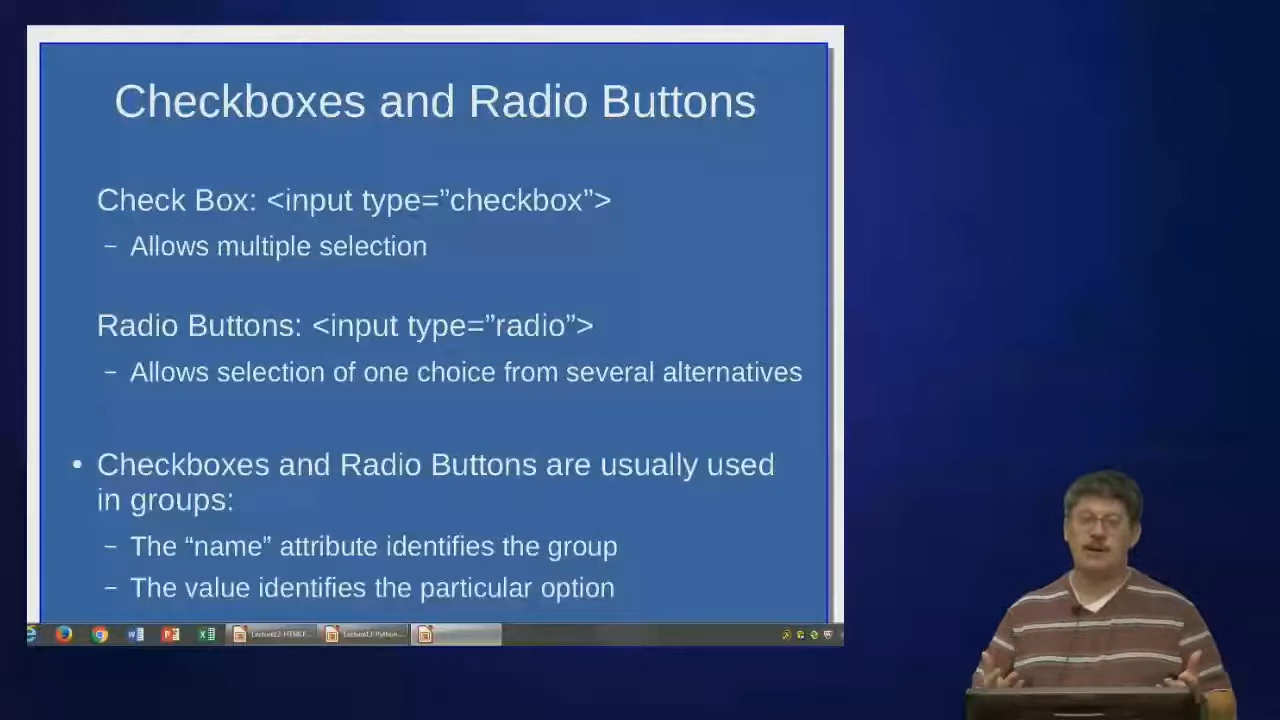 Checkboxes and Radio Buttons
Check Box: <input type=”checkbox”>
– Allows multiple selection
Radio Buttons: <input type=”radio”>
– Allows selection of one choice from several alternatives
• Checkboxes and Radio Buttons are usually used
in groups:
– The “name” attribute identifies the group
– The value identifies the particular option